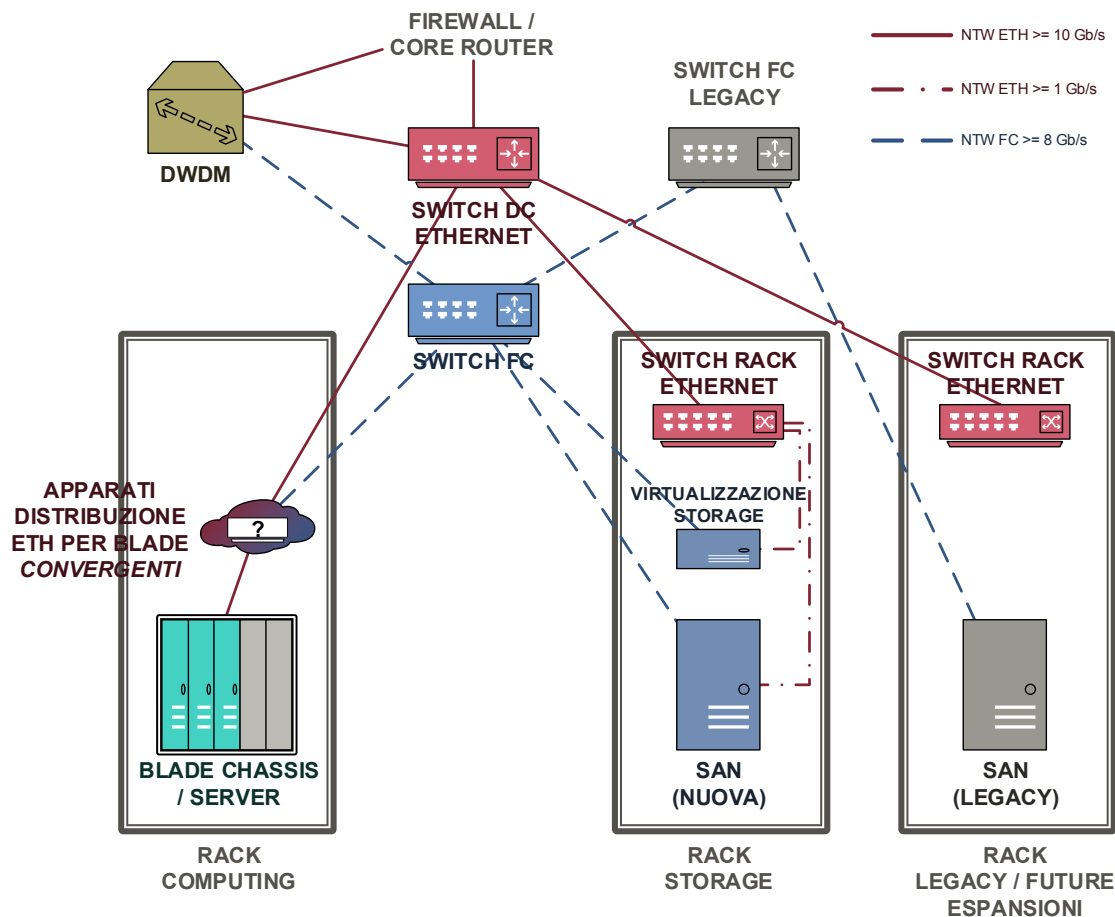 FIREWALL /
CORE ROUTER
NTW ETH >= 10 Gb/s
NTW ETH >= 1 Gb/s
NTW FC >= 8 Gb/s
SWITCH FC
LEGACY
DWDM
SWITCH DC
ETHERNET
SWITCH FC
SWITCH RACK
ETHERNET
SWITCH RACK
ETHERNET
APPARATI
DISTRIBUZIONE
ETH PER BLADE
CONVERGENTI
?
VIRTUALIZZAZIONE
STORAGE
BLADE CHASSIS
/ SERVER
SAN
(NUOVA)
SAN
(LEGACY)
RACK
COMPUTING
RACK
STORAGE
RACK
LEGACY / FUTURE
ESPANSIONI